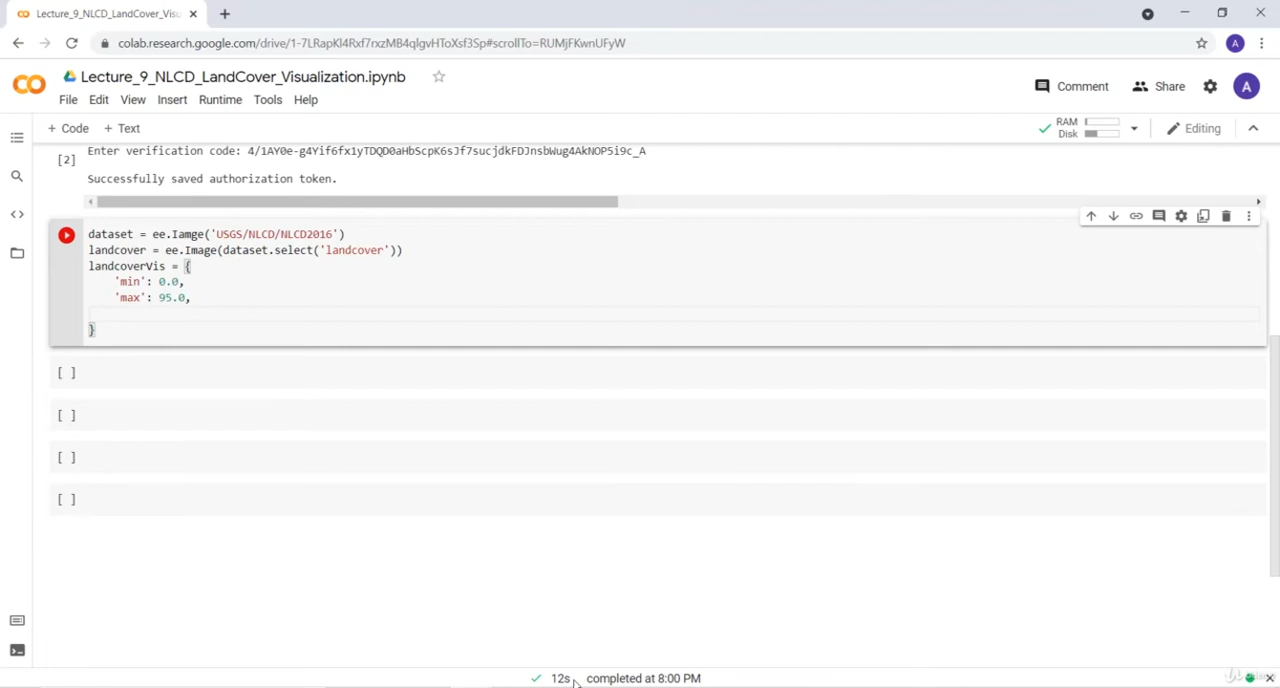 Lecture_9_NLCD_LandCover_Visu
colab.research.google.com/drive/1-7LRapKl4Rxf7rxzMB4qlgvHToXsf3Sp#scrollTo=RUMjFKwnUFyW
A
Lecture_9_NLCD_LandCover_Visualization.ipynb
Comment
Share
A
File Edit View Insert Runtime Tools Help
+ Code + Text
RAM
Disk
Editing
Enter verification code: 4/1AY0e-g4Yif6fx1yTDQD0aHbScpK6sJf7sucjdkFDJnsbWug4AkNOP5i9c_A
[2]
Successfully saved authorization token.
dataset = ee.Iamge('USGS/NLCD/NLCD2016')
landcover = ee.Image(dataset.select('landcover'))
landcoverVis = {
'min': 0.0,
'max': 95.0,
}
[ ]
[ ]
[ ]
[ ]
12s completed at 8:00 PM